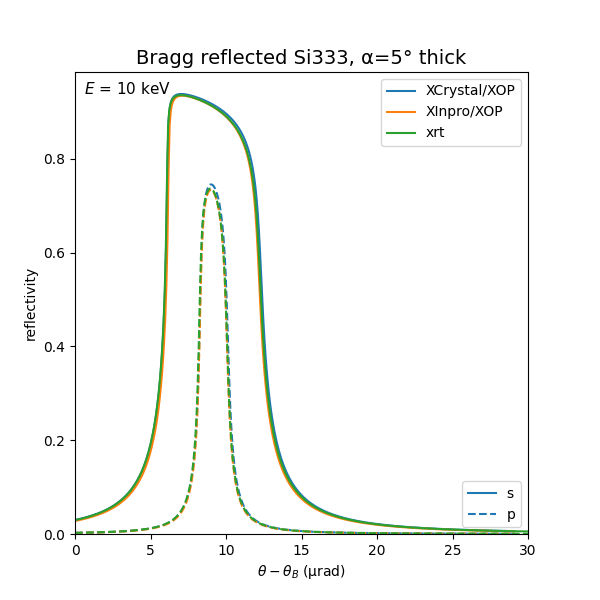 Bragg reflected Si333, α=5° thick
E = 10 keV
XCrystal/XOP
XInpro/XOP
xrt
reflectivity
0.8
0.6
0.4
0.2
0.0
s
p
0 5 10 15 20 25 30
θ − θ_B (μrad)